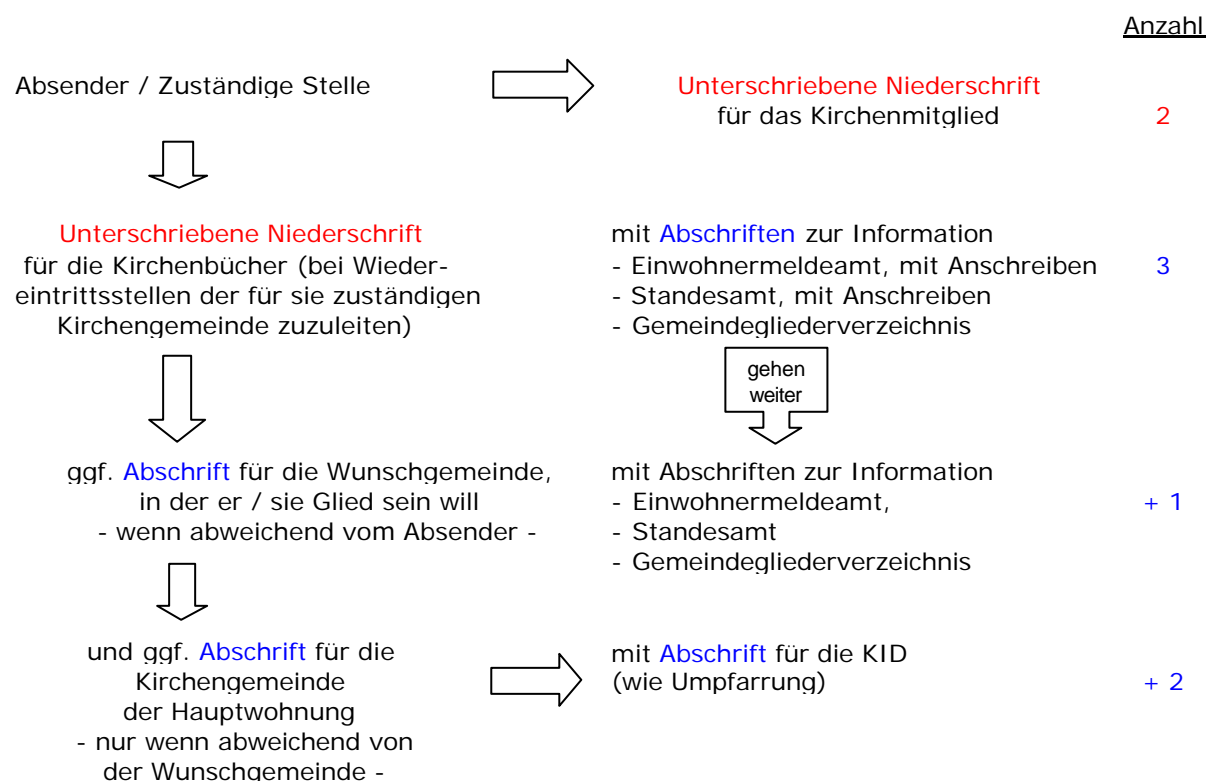 Anzahl
Absender / Zuständige Stelle
Unterschriebene Niederschrift
für das Kirchenmitglied 2
Unterschriebene Niederschrift
für die Kirchenbücher (bei Wieder-
eintrittsstellen der für sie zuständigen
Kirchengemeinde zuzuleiten)
mit Abschriften zur Information
- Einwohnermeldeamt, mit Anschreiben 3
- Standesamt, mit Anschreiben
- Gemeindegliederverzeichnis
gehen
weiter
ggf. Abschrift für die Wunschgemeinde,
in der er / sie Glied sein will
- wenn abweichend vom Absender -
mit Abschriften zur Information
- Einwohnermeldeamt, + 1
- Standesamt
- Gemeindegliederverzeichnis
und ggf. Abschrift für die
Kirchengemeinde
der Hauptwohnung
- nur wenn abweichend von
der Wunschgemeinde -
mit Abschrift für die KID
(wie Umpfarrung) + 2